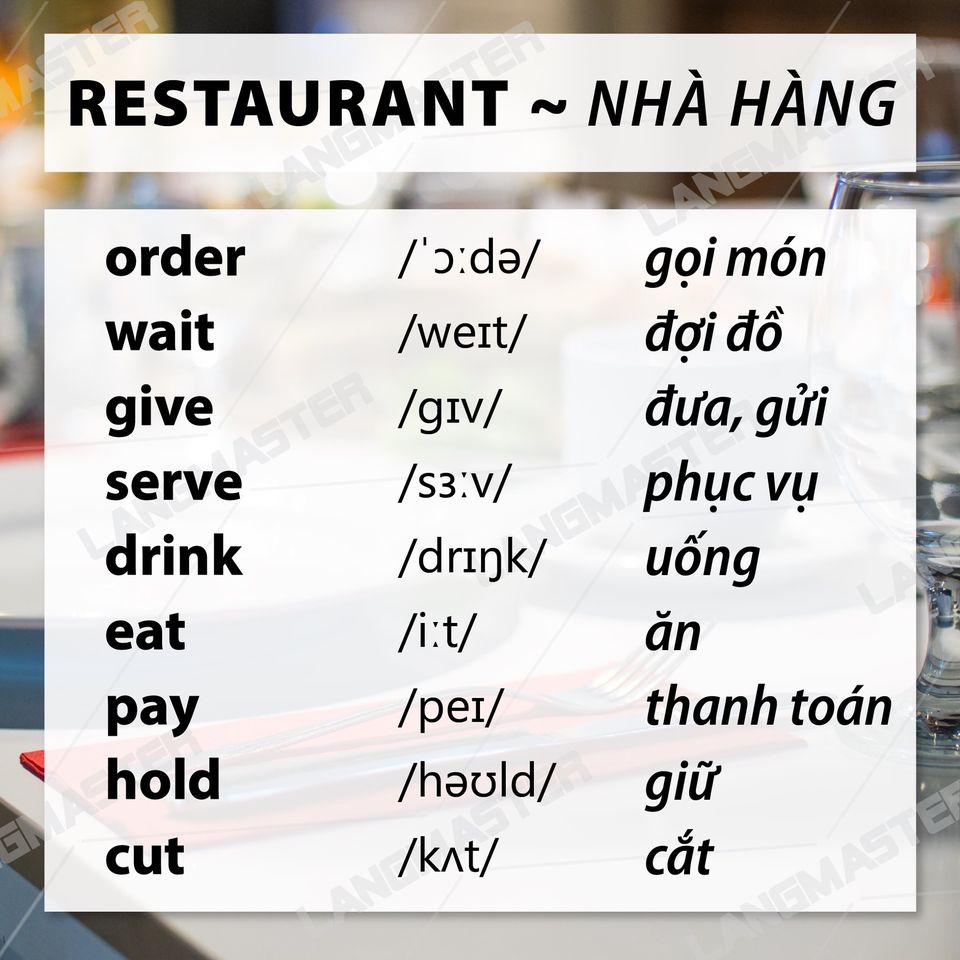 RESTAURANT ~ NHÀ HÀNG
order /ˈɔːdə/ gọi món
wait /weɪt/ đợi đồ
give /gɪv/ đưa, gửi
serve /sɜːv/ phục vụ
drink /drɪŋk/ uống
eat /iːt/ ăn
pay /peɪ/ thanh toán
hold /həʊld/ giữ
cut /kʌt/ cắt
LANGMASTER